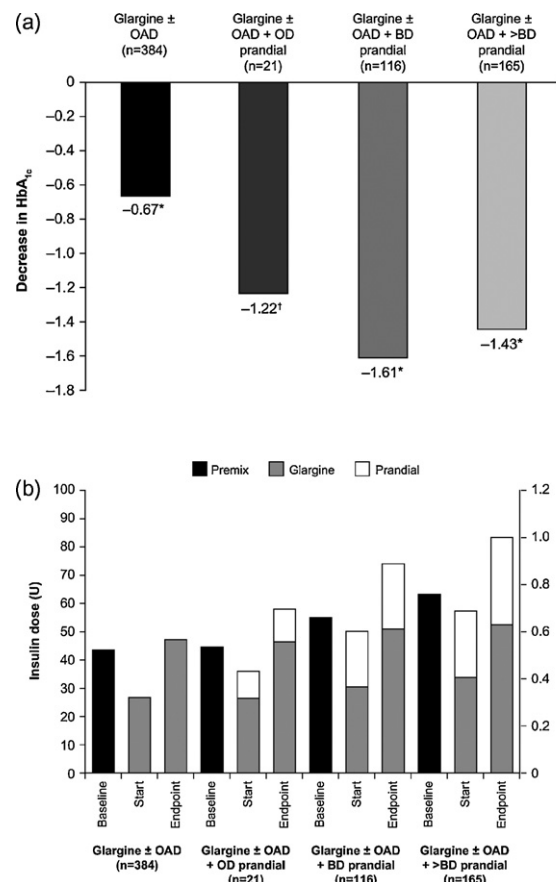 (a)
Glargine ± OAD (n=384)
Glargine ± OAD + OD prandial (n=21)
Glargine ± OAD + BD prandial (n=116)
Glargine ± OAD + >BD prandial (n=165)
Decrease in HbA1c
0
–0.2
–0.4
–0.6
–0.8
–1.0
–1.2
–1.4
–1.6
–1.8
–0.67*
–1.22†
–1.61*
–1.43*
(b)
Premix Glargine Prandial
Insulin dose (U)
100
90
80
70
60
50
40
30
20
10
0
1.2
1.0
0.8
0.6
0.4
0.2
0
Baseline Start Endpoint Baseline Start Endpoint Baseline Start Endpoint Baseline Start Endpoint
Glargine ± OAD (n=384)
Glargine ± OAD + OD prandial (n=21)
Glargine ± OAD + BD prandial (n=116)
Glargine ± OAD + >BD prandial (n=165)